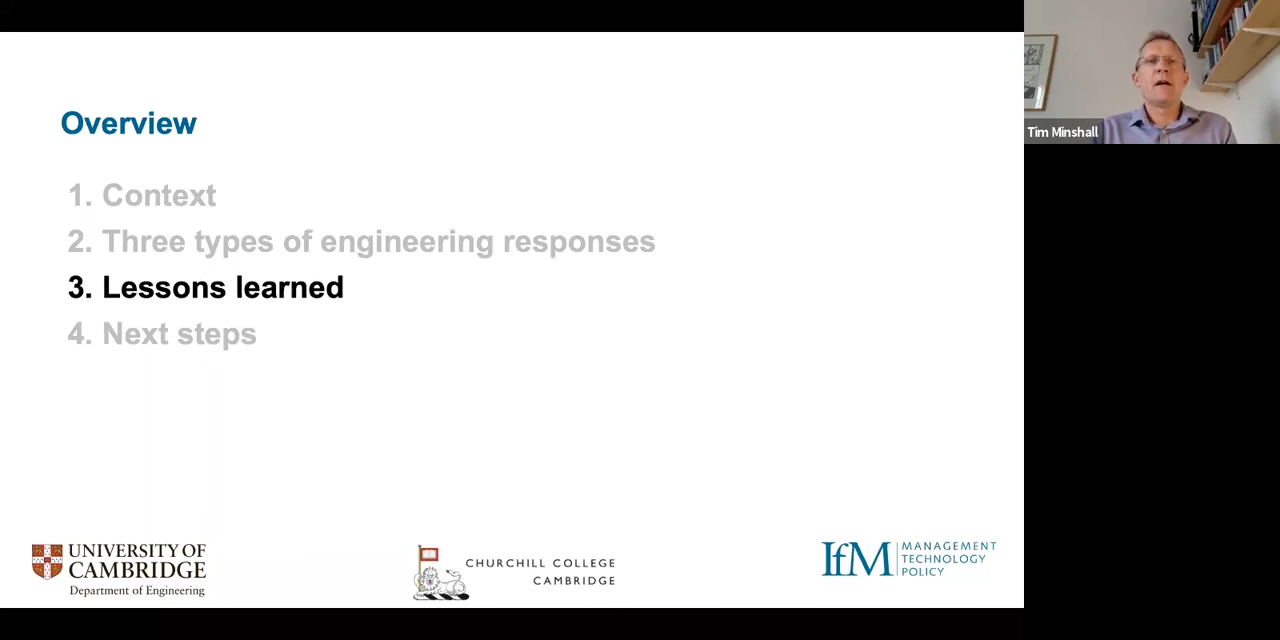 Overview
1. Context
2. Three types of engineering responses
3. Lessons learned
4. Next steps
UNIVERSITY OF
CAMBRIDGE
Department of Engineering
CHURCHILL COLLEGE
CAMBRIDGE
IfM
MANAGEMENT
TECHNOLOGY
POLICY
Tim Minshall